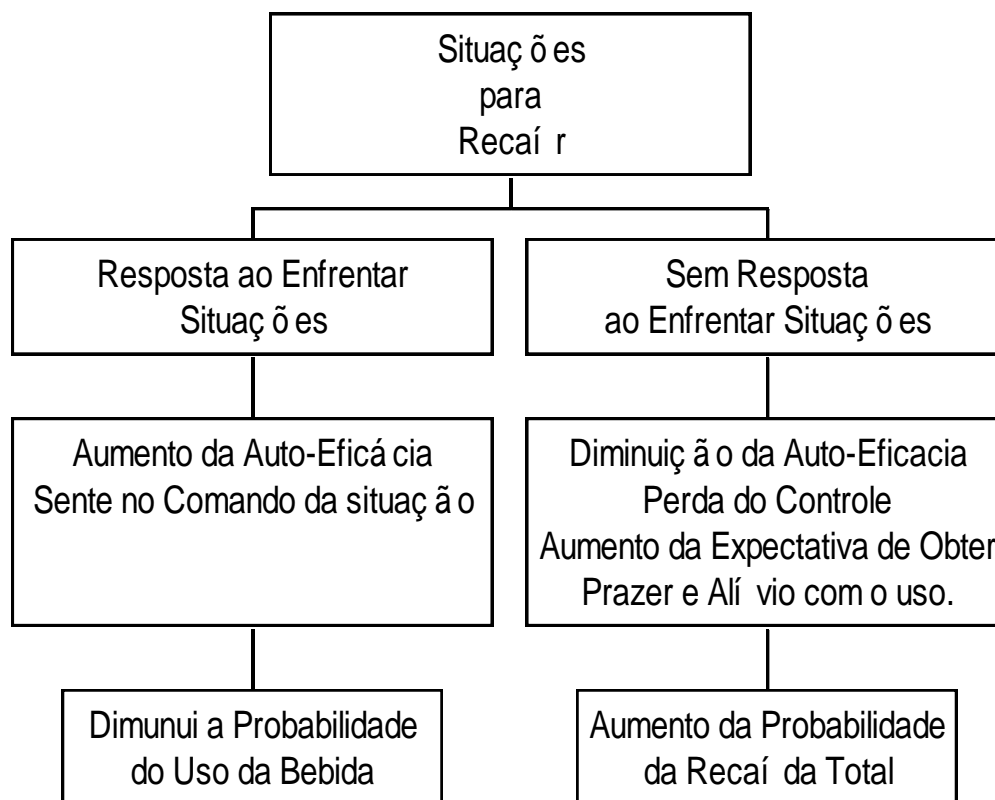 Situações
para
Recaír
Resposta ao Enfrentar
Situações
Sem Resposta
ao Enfrentar Situações
Aumento da Auto-Eficácia
Sente no Comando da situação
Diminuição da Auto-Eficacia
Perda do Controle
Aumento da Expectativa de Obter
Prazer e Alívio com o uso.
Dimunui a Probabilidade
do Uso da Bebida
Aumento da Probabilidade
da Recaída Total